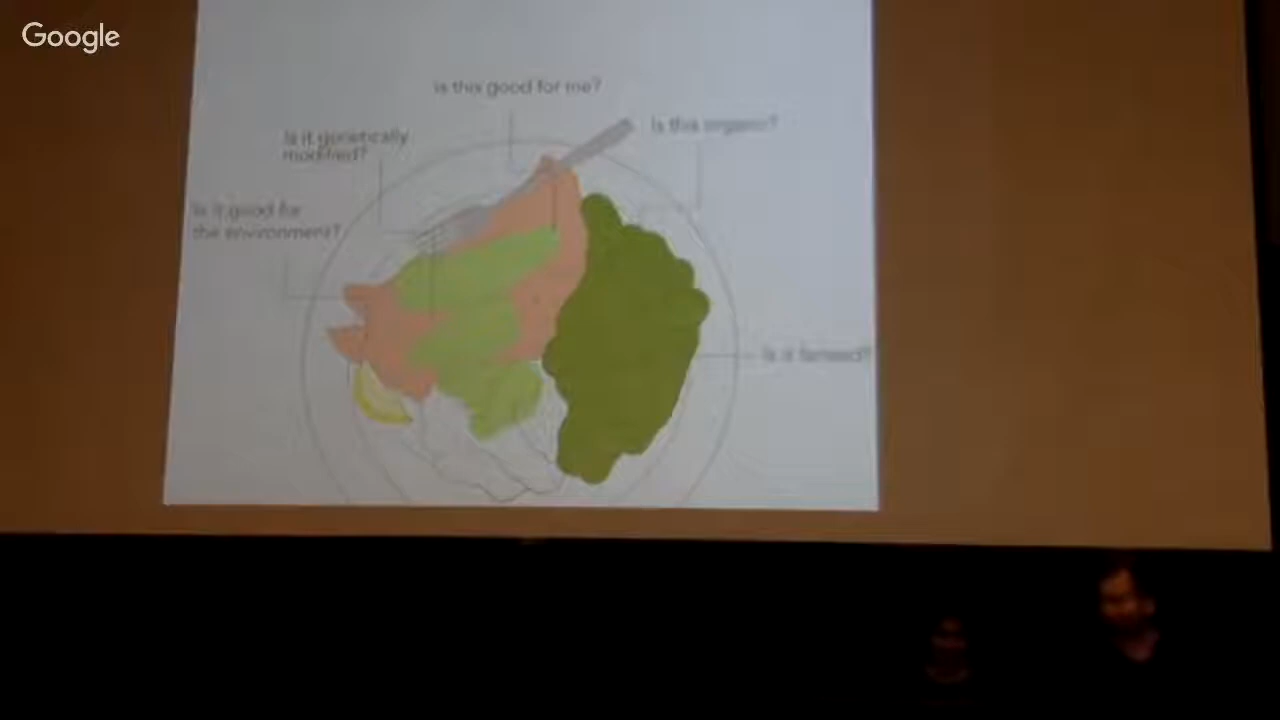 Google
Is this good for me?
Is this organic?
Is it genetically
modified?
Is it good for
the environment?
Is it farmed?